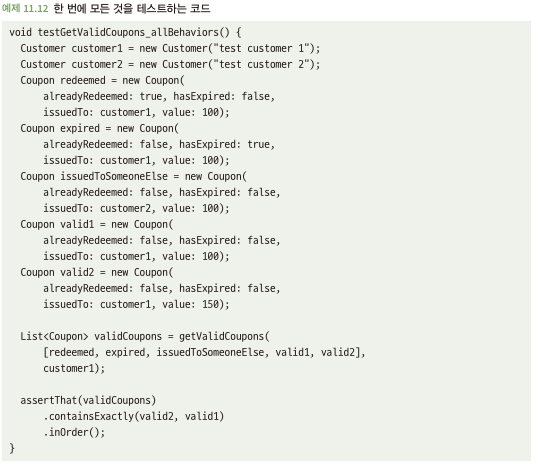 예제 11.12 한 번에 모든 것을 테스트하는 코드
void testGetValidCoupons_allBehaviors() {
  Customer customer1 = new Customer("test customer 1");
  Customer customer2 = new Customer("test customer 2");
  Coupon redeemed = new Coupon(
      alreadyRedeemed: true, hasExpired: false,
      issuedTo: customer1, value: 100);
  Coupon expired = new Coupon(
      alreadyRedeemed: false, hasExpired: true,
      issuedTo: customer1, value: 100);
  Coupon issuedToSomeoneElse = new Coupon(
      alreadyRedeemed: false, hasExpired: false,
      issuedTo: customer2, value: 100);
  Coupon valid1 = new Coupon(
      alreadyRedeemed: false, hasExpired: false,
      issuedTo: customer1, value: 100);
  Coupon valid2 = new Coupon(
      alreadyRedeemed: false, hasExpired: false,
      issuedTo: customer1, value: 150);

  List<Coupon> validCoupons = getValidCoupons(
      [redeemed, expired, issuedToSomeoneElse, valid1, valid2],
      customer1);

  assertThat(validCoupons)
      .containsExactly(valid2, valid1)
      .inOrder();
}